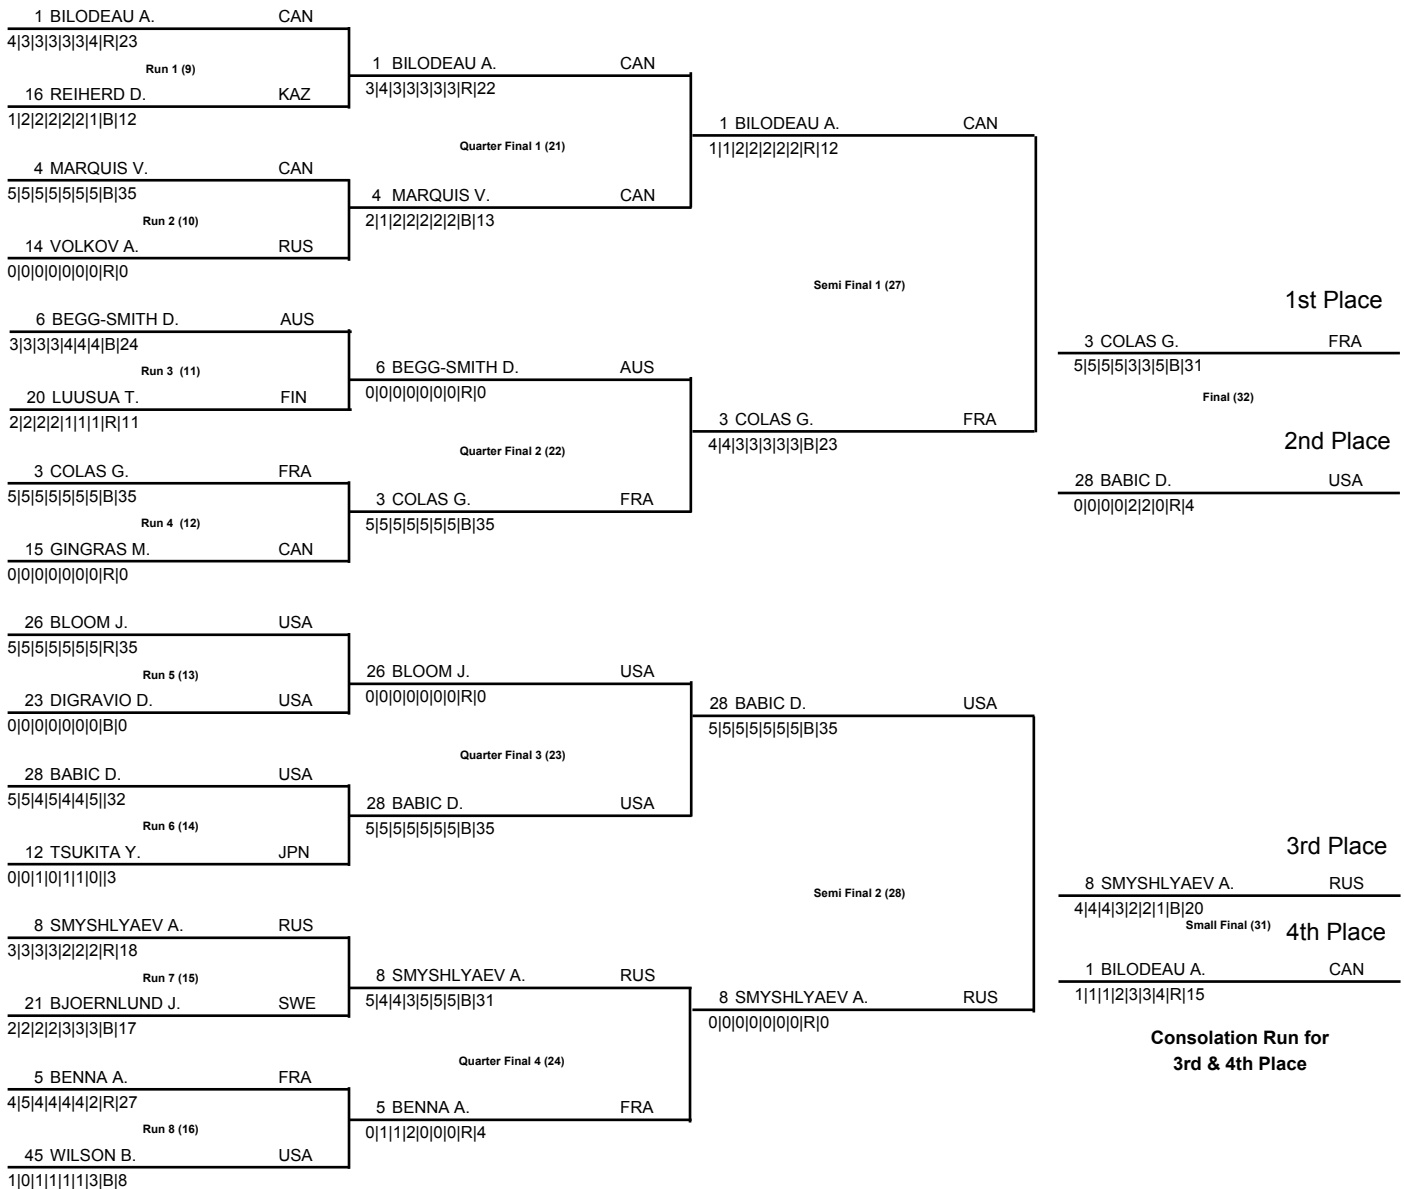 1 BILODEAU A. CAN
4|3|3|3|3|3|4|R|23
Run 1 (9)
16 REIHERD D. KAZ
1|2|2|2|2|2|1|B|12
4 MARQUIS V. CAN
5|5|5|5|5|5|5|B|35
Run 2 (10)
14 VOLKOV A. RUS
0|0|0|0|0|0|0|R|0
6 BEGG-SMITH D. AUS
3|3|3|3|4|4|4|B|24
Run 3 (11)
20 LUUSUA T. FIN
2|2|2|2|1|1|1|R|11
3 COLAS G. FRA
5|5|5|5|5|5|5|B|35
Run 4 (12)
15 GINGRAS M. CAN
0|0|0|0|0|0|0|R|0
26 BLOOM J. USA
5|5|5|5|5|5|5|R|35
Run 5 (13)
23 DIGRAVIO D. USA
0|0|0|0|0|0|0|B|0
28 BABIC D. USA
5|5|4|5|4|4|5||32
Run 6 (14)
12 TSUKITA Y. JPN
0|0|1|0|1|1|0||3
8 SMYSHLYAEV A. RUS
3|3|3|3|2|2|2|R|18
Run 7 (15)
21 BJOERNLUND J. SWE
2|2|2|2|3|3|3|B|17
5 BENNA A. FRA
4|5|4|4|4|4|2|R|27
Run 8 (16)
45 WILSON B. USA
1|0|1|1|1|1|3|B|8
1 BILODEAU A. CAN
3|4|3|3|3|3|3|R|22
Quarter Final 1 (21)
4 MARQUIS V. CAN
2|1|2|2|2|2|2|B|13
6 BEGG-SMITH D. AUS
0|0|0|0|0|0|0|R|0
Quarter Final 2 (22)
3 COLAS G. FRA
5|5|5|5|5|5|5|B|35
26 BLOOM J. USA
0|0|0|0|0|0|0|R|0
Quarter Final 3 (23)
28 BABIC D. USA
5|5|5|5|5|5|5|B|35
8 SMYSHLYAEV A. RUS
5|4|4|3|5|5|5|B|31
Quarter Final 4 (24)
5 BENNA A. FRA
0|1|1|2|0|0|0|R|4
1 BILODEAU A. CAN
1|1|2|2|2|2|2|R|12
Semi Final 1 (27)
3 COLAS G. FRA
4|4|3|3|3|3|3|B|23
28 BABIC D. USA
5|5|5|5|5|5|5|B|35
Semi Final 2 (28)
8 SMYSHLYAEV A. RUS
0|0|0|0|0|0|0|R|0
1st Place
3 COLAS G. FRA
5|5|5|5|3|3|5|B|31
Final (32)
2nd Place
28 BABIC D. USA
0|0|0|0|2|2|0|R|4
3rd Place
8 SMYSHLYAEV A. RUS
4|4|4|3|2|2|1|B|20
Small Final (31)
4th Place
1 BILODEAU A. CAN
1|1|1|2|3|3|4|R|15
Consolation Run for
3rd & 4th Place